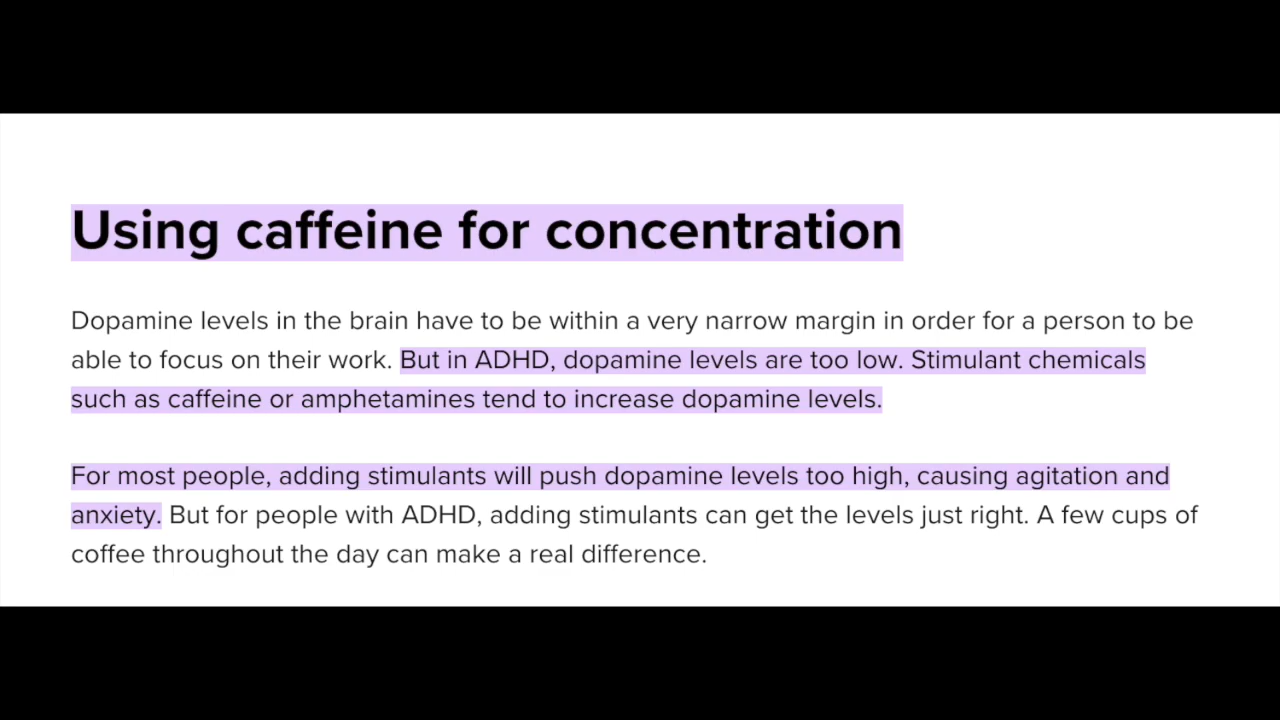 Using caffeine for concentration
Dopamine levels in the brain have to be within a very narrow margin in order for a person to be
able to focus on their work. But in ADHD, dopamine levels are too low. Stimulant chemicals
such as caffeine or amphetamines tend to increase dopamine levels.
For most people, adding stimulants will push dopamine levels too high, causing agitation and
anxiety. But for people with ADHD, adding stimulants can get the levels just right. A few cups of
coffee throughout the day can make a real difference.